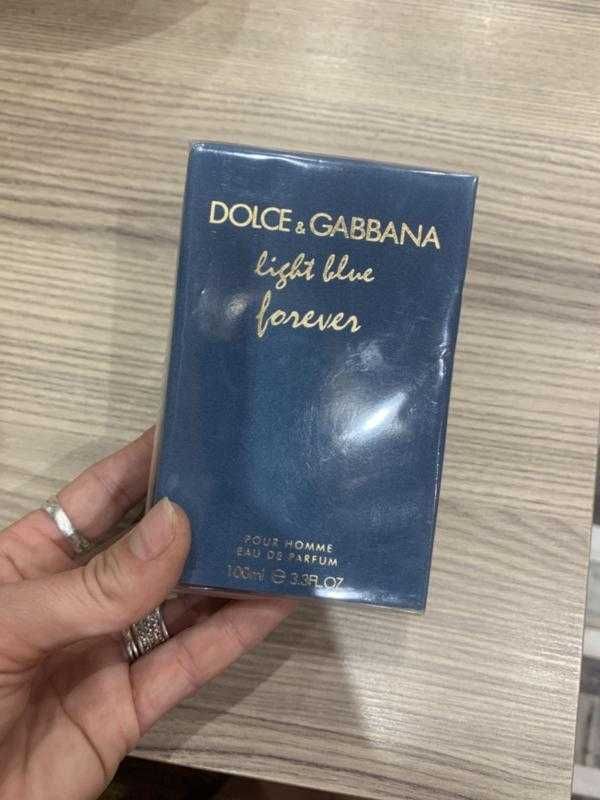 DOLCE & GABBANA
light blue
forever
POUR HOMME
EAU DE PARFUM
100ml ℮ 3.3FL.OZ